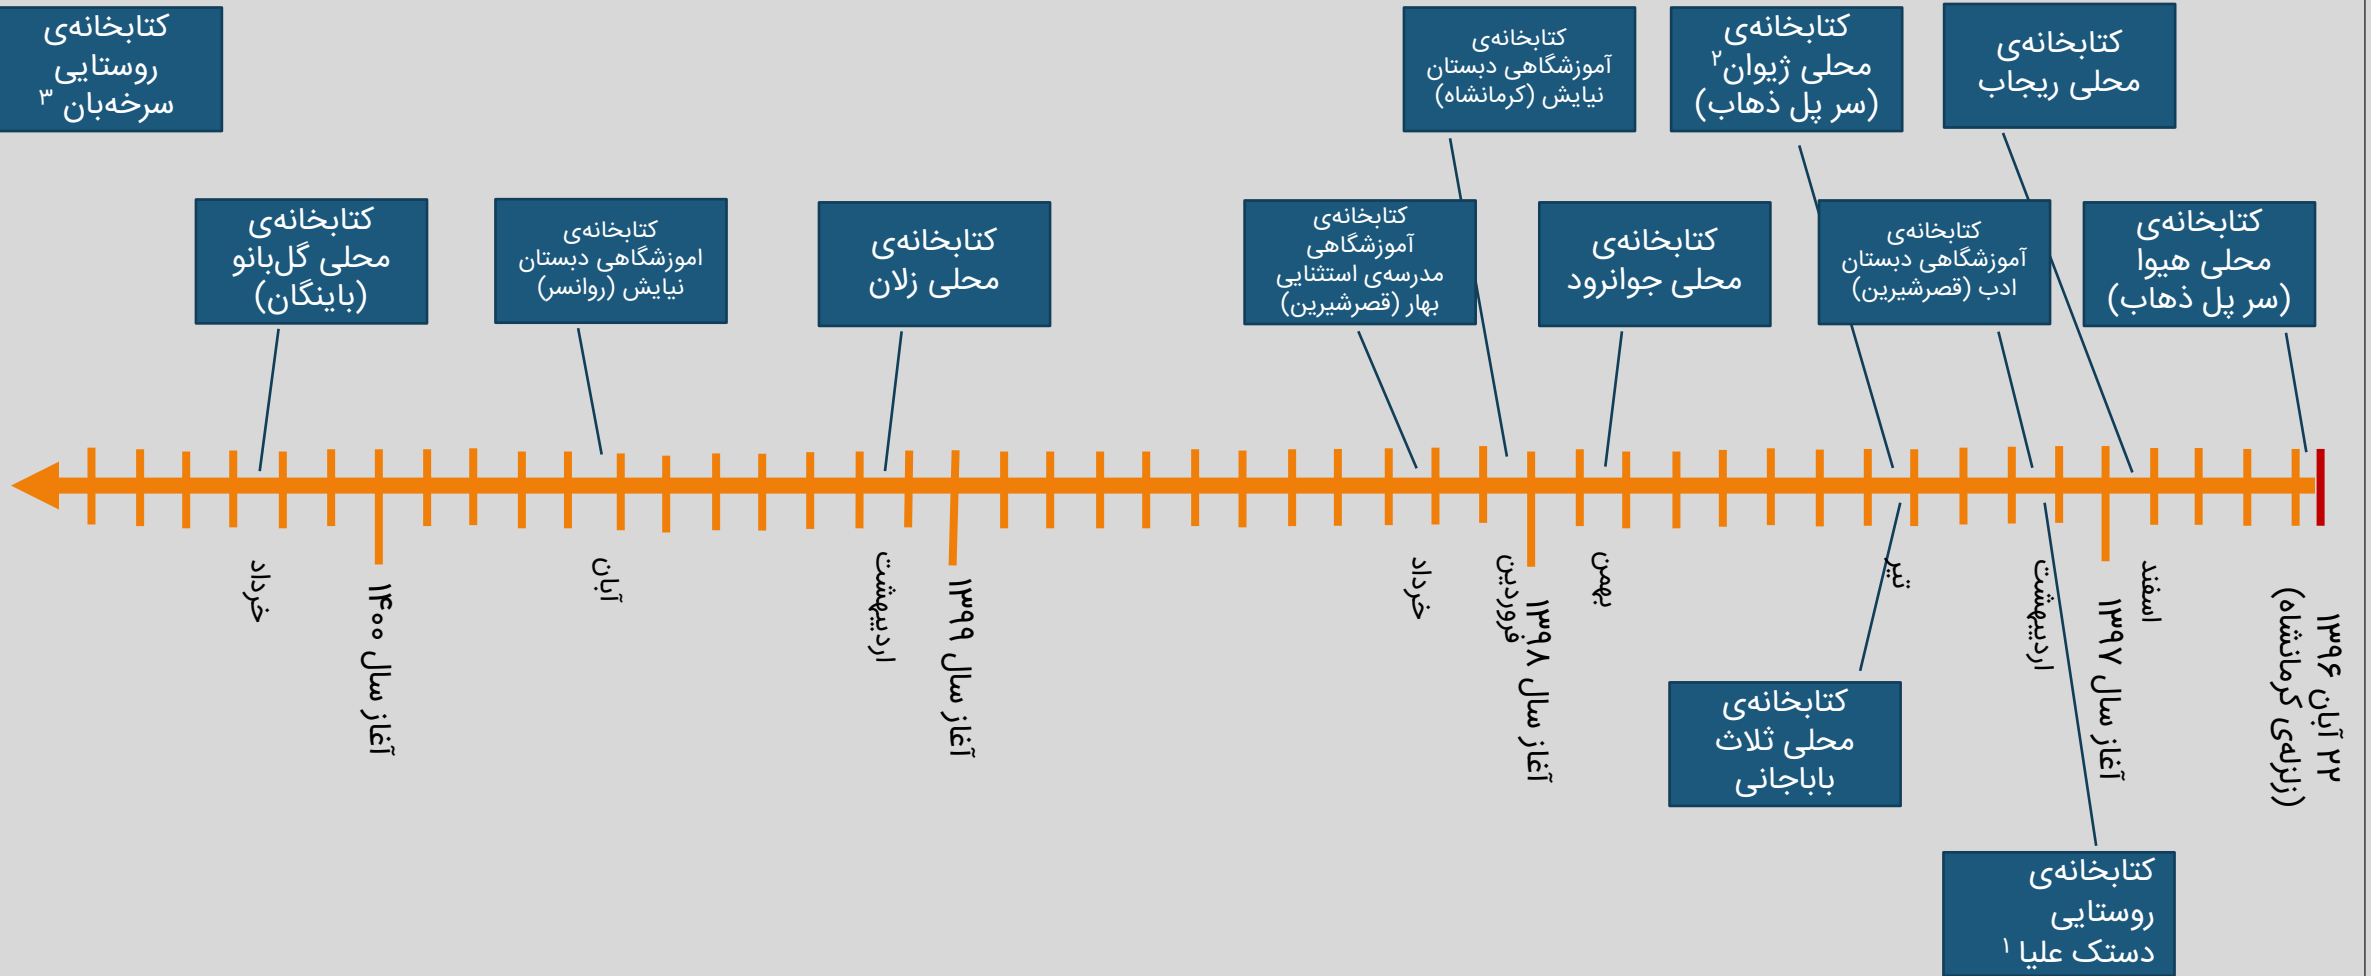 کتابخانه‌ی
محلی ریجاب
کتابخانه‌ی
محلی ژیوان۲
(سر پل ذهاب)
کتابخانه‌ی
آموزشگاهی دبستان
نیایش (کرمانشاه)
کتابخانه‌ی
روستایی
سرخه‌بان ۳
کتابخانه‌ی
محلی هیوا
(سر پل ذهاب)
کتابخانه‌ی
آموزشگاهی دبستان
ادب (قصرشیرین)
کتابخانه‌ی
محلی جوانرود
کتابخانه‌ی
آموزشگاهی
مدرسه‌ی استثنایی
بهار (قصرشیرین)
کتابخانه‌ی
محلی زلان
کتابخانه‌ی
اموزشگاهی دبستان
نیایش (روانسر)
کتابخانه‌ی
محلی گل‌بانو
(باینگان)
۲۲ آبان ۱۳۹۶
(زلزله‌ی کرمانشاه)
اسفند
آغاز سال ۱۳۹۷
اردیبهشت
تیر
بهمن
آغاز سال ۱۳۹۸
فروردین
خرداد
آغاز سال ۱۳۹۹
اردیبهشت
آبان
آغاز سال ۱۴۰۰
خرداد
کتابخانه‌ی
محلی ثلاث
باباجانی
کتابخانه‌ی
روستایی
دستک علیا ۱